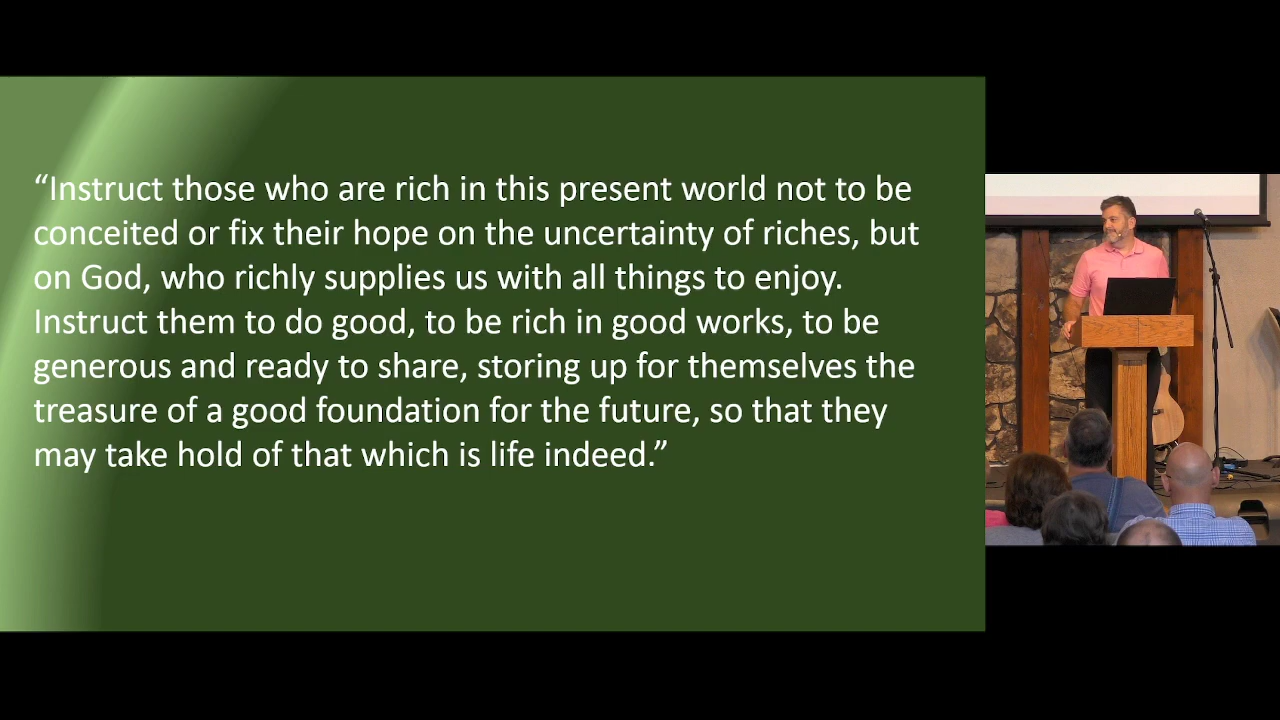 “Instruct those who are rich in this present world not to be
conceited or fix their hope on the uncertainty of riches, but
on God, who richly supplies us with all things to enjoy.
Instruct them to do good, to be rich in good works, to be
generous and ready to share, storing up for themselves the
treasure of a good foundation for the future, so that they
may take hold of that which is life indeed.”